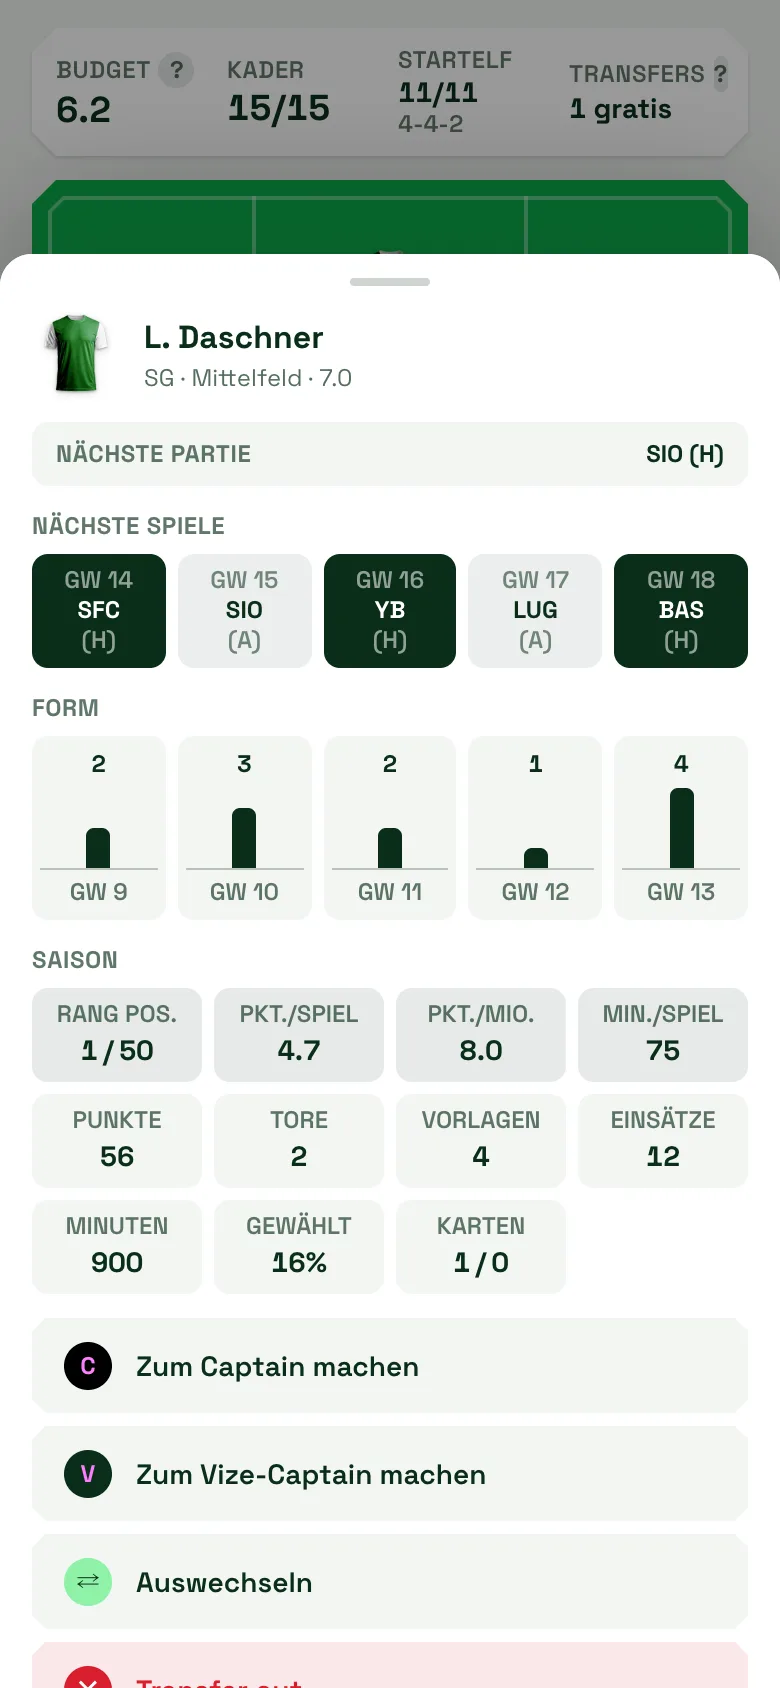 BUDGET ?
6.2
KADER
15/15
STARTELF
11/11
4-4-2
TRANSFERS ?
1 gratis
L. Daschner
SG · Mittelfeld · 7.0
NÄCHSTE PARTIE
SIO (H)
NÄCHSTE SPIELE
GW 14
SFC
(H)
GW 15
SIO
(A)
GW 16
YB
(H)
GW 17
LUG
(A)
GW 18
BAS
(H)
FORM
2
GW 9
3
GW 10
2
GW 11
1
GW 12
4
GW 13
SAISON
RANG POS.
1 / 50
PKT./SPIEL
4.7
PKT./MIO.
8.0
MIN./SPIEL
75
PUNKTE
56
TORE
2
VORLAGEN
4
EINSÄTZE
12
MINUTEN
900
GEWÄHLT
16%
KARTEN
1 / 0
C Zum Captain machen
V Zum Vize-Captain machen
Auswechseln
Transfer out